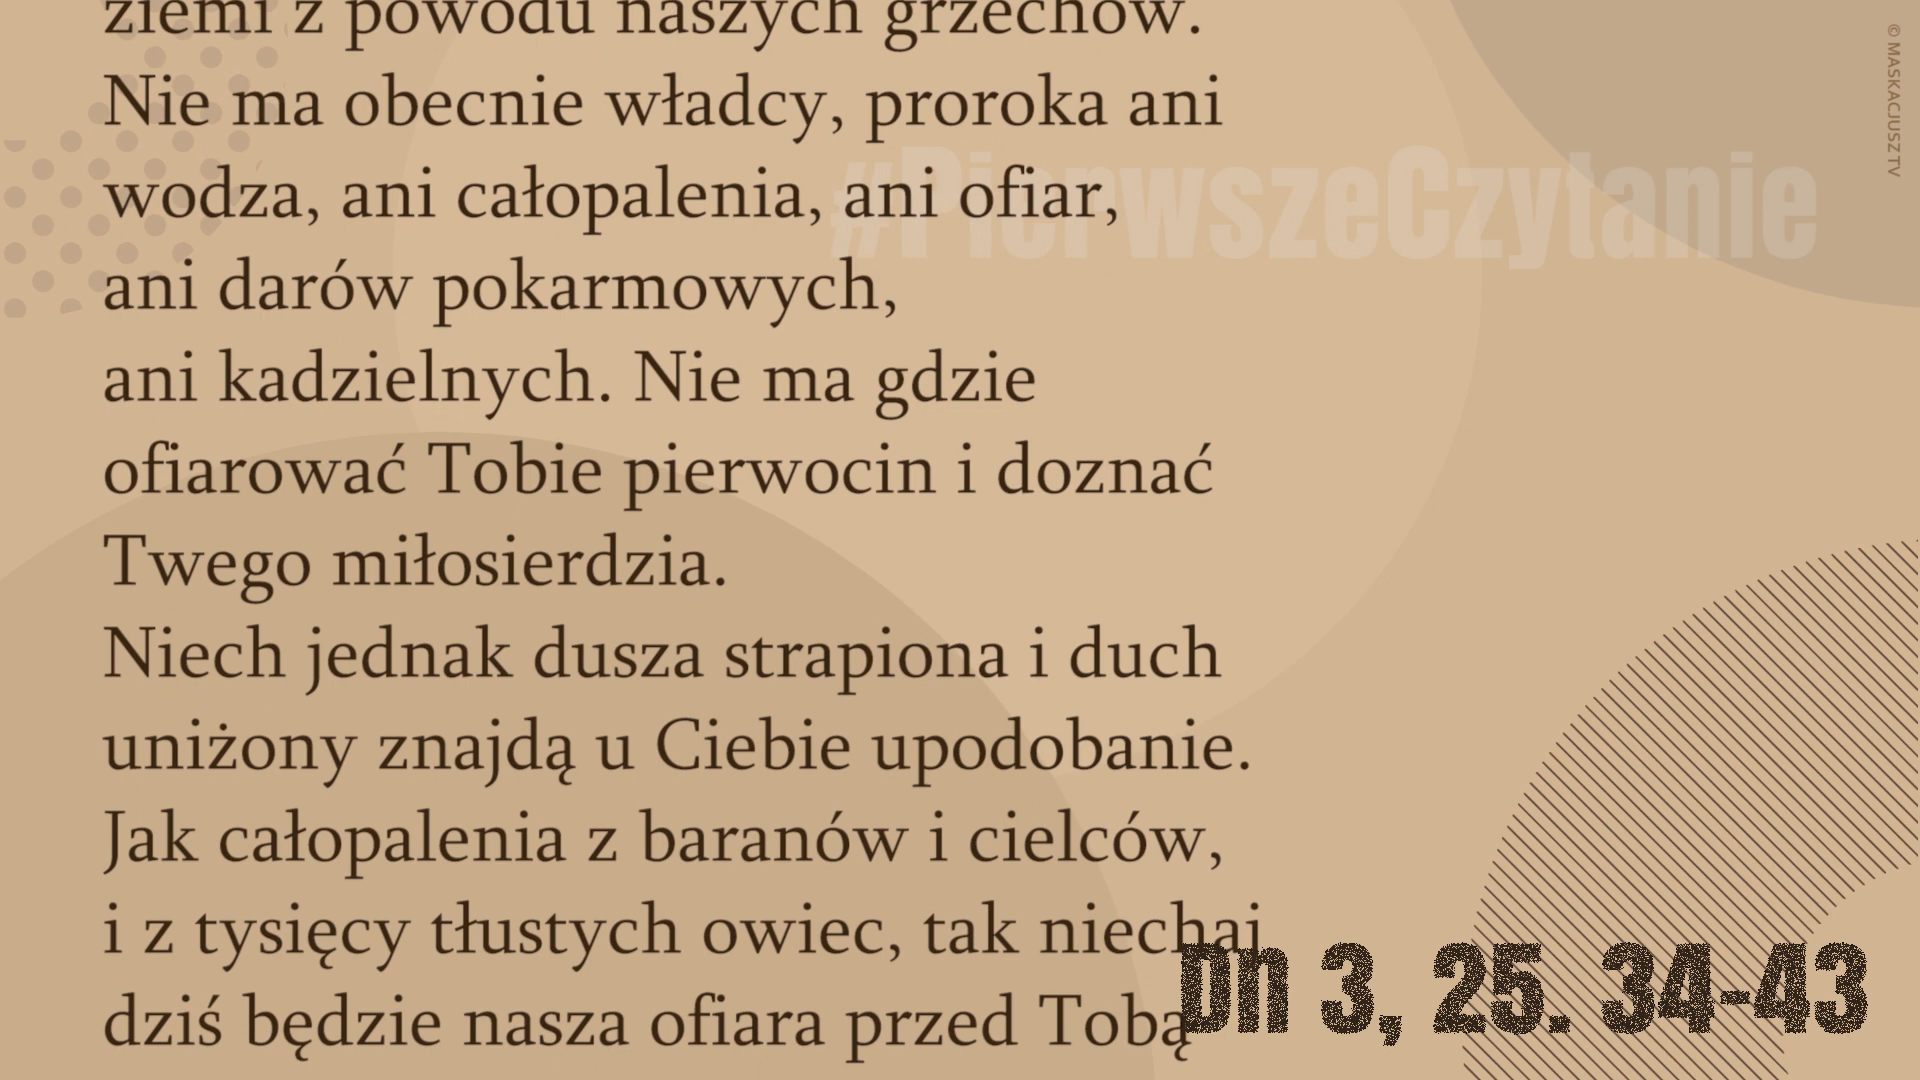 ziemi z powodu naszych grzechów.
Nie ma obecnie władcy, proroka ani
wodza, ani całopalenia, ani ofiar,
ani darów pokarmowych,
ani kadzielnych. Nie ma gdzie
ofiarować Tobie pierwocin i doznać
Twego miłosierdzia.
Niech jednak dusza strapiona i duch
uniżony znajdą u Ciebie upodobanie.
Jak całopalenia z baranów i cielców,
i z tysięcy tłustych owiec, tak niechaj
dziś będzie nasza ofiara przed Tobą
#PierwszeCzytanie
© MASKACJUSZ TV
Dn 3, 25. 34-43